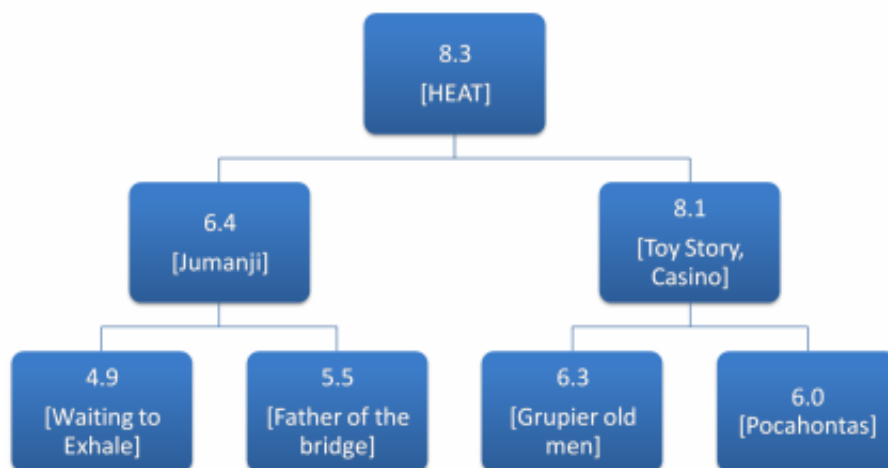 8.3
[HEAT]
6.4
[Jumanji]
8.1
[Toy Story,
Casino]
4.9
[Waiting to
Exhale]
5.5
[Father of the
bridge]
6.3
[Grupier old
men]
6.0
[Pocahontas]